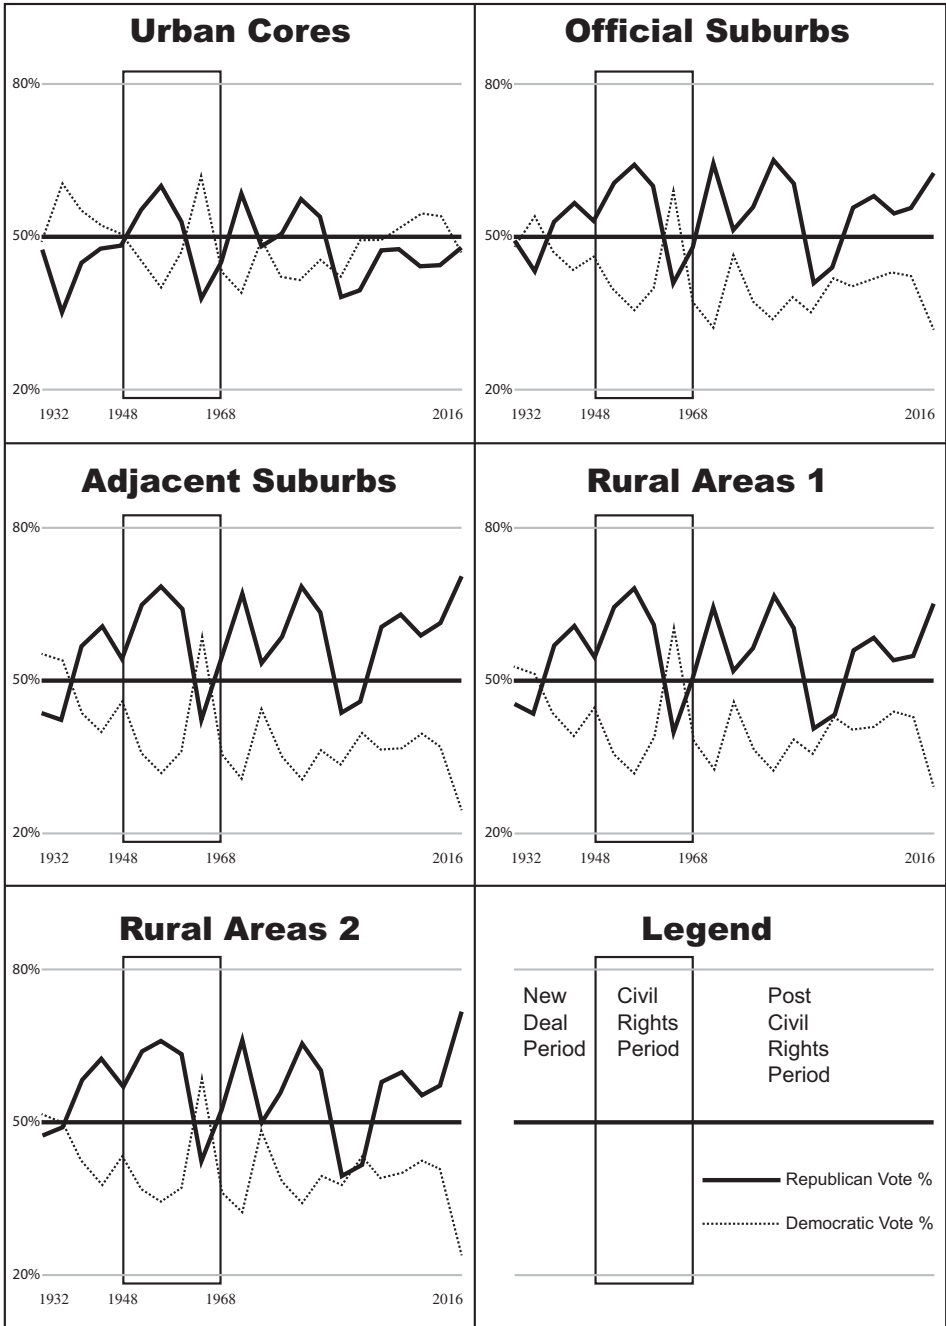 Urban Cores
80%
50%
20%
1932 1948 1968 2016
Official Suburbs
80%
50%
20%
1932 1948 1968 2016
Adjacent Suburbs
80%
50%
20%
1932 1948 1968 2016
Rural Areas 1
80%
50%
20%
1932 1948 1968 2016
Rural Areas 2
80%
50%
20%
1932 1948 1968 2016
Legend
New
Deal
Period
Civil
Rights
Period
Post
Civil
Rights
Period
Republican Vote %
Democratic Vote %